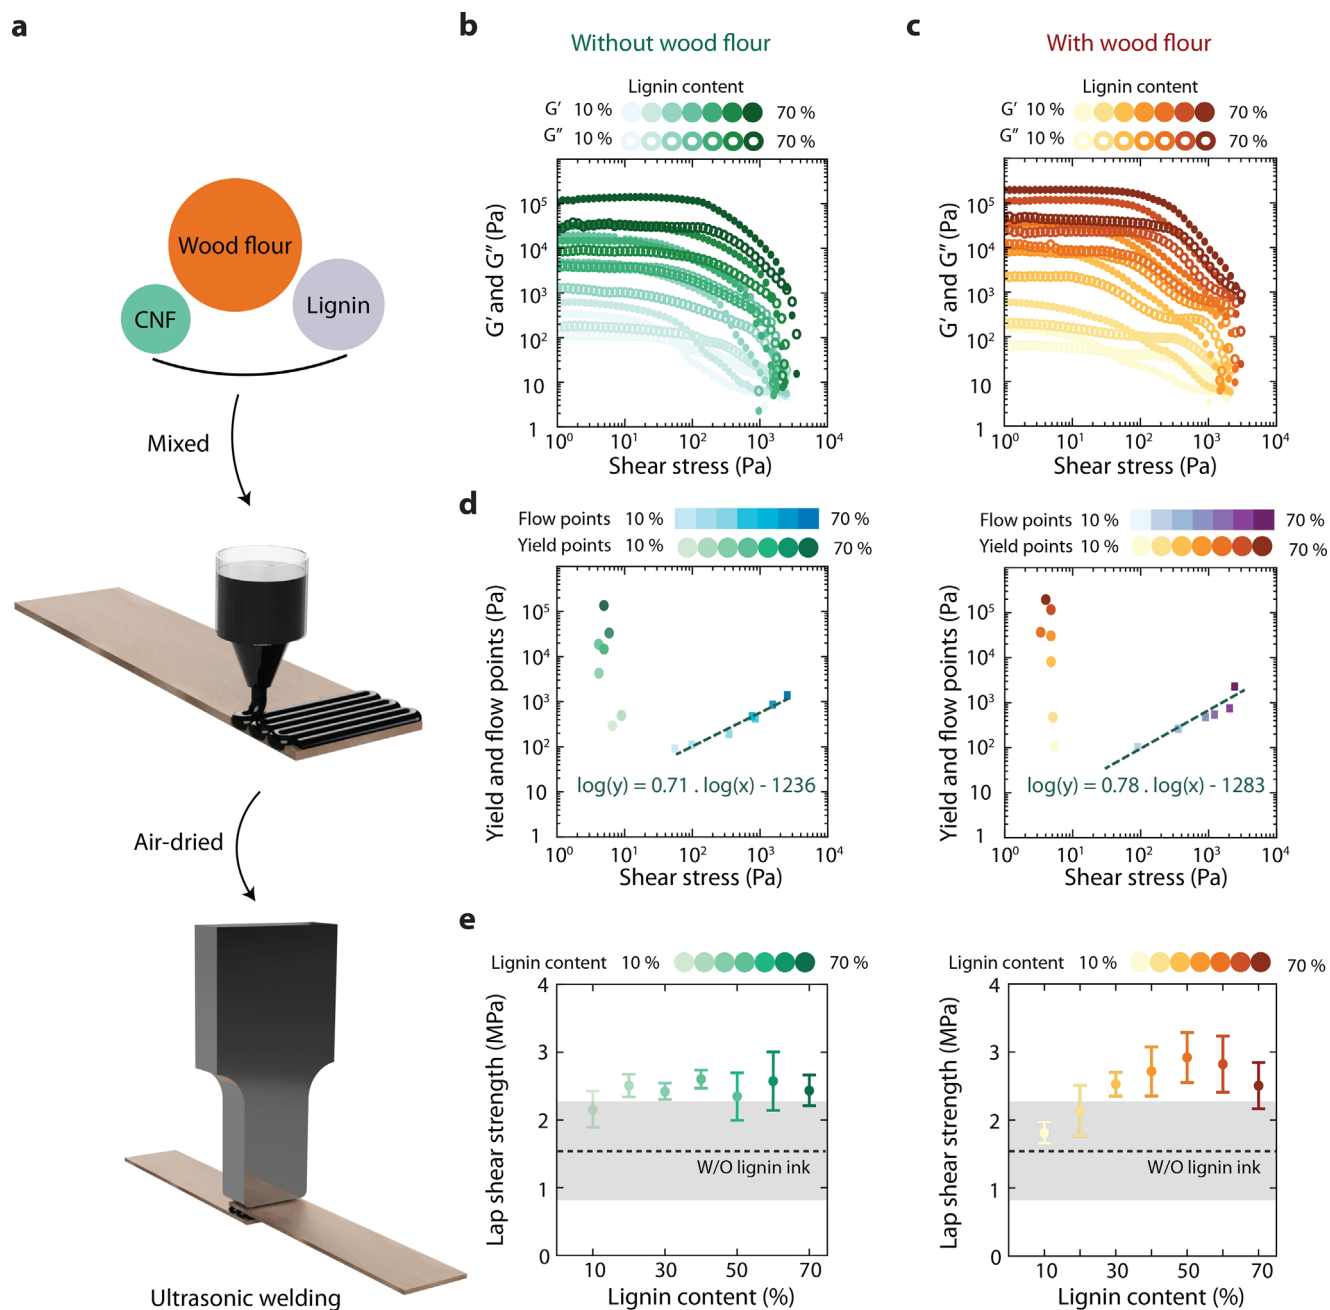 a
Wood flour
CNF
Lignin
Mixed
Air-dried
Ultrasonic welding
b
Without wood flour
Lignin content
G′ 10 % 70 %
G″ 10 % 70 %
G′ and G″ (Pa)
10⁵
10⁴
10³
10²
10
1
10⁰ 10¹ 10² 10³ 10⁴
Shear stress (Pa)
c
With wood flour
Lignin content
G′ 10 % 70 %
G″ 10 % 70 %
G′ and G″ (Pa)
10⁵
10⁴
10³
10²
10
1
10⁰ 10¹ 10² 10³ 10⁴
Shear stress (Pa)
d
Flow points 10 % 70 %
Yield points 10 % 70 %
Yield and flow points (Pa)
10⁵
10⁴
10³
10²
10
1
log(y) = 0.71 . log(x) - 1236
10⁰ 10² 10³ 10⁴
Shear stress (Pa)
Flow points 10 % 70 %
Yield points 10 % 70 %
Yield and flow points (Pa)
10⁵
10⁴
10³
10²
10
1
log(y) = 0.78 . log(x) - 1283
10⁰ 10¹ 10² 10³ 10⁴
Shear stress (Pa)
e
Lignin content 10 % 70 %
Lap shear strength (MPa)
4
3
2
1
0
W/O lignin ink
10 30 50 70
Lignin content (%)
Lignin content 10 % 70 %
Lap shear strength (MPa)
4
3
2
1
0
W/O lignin ink
10 30 50 70
Lignin content (%)